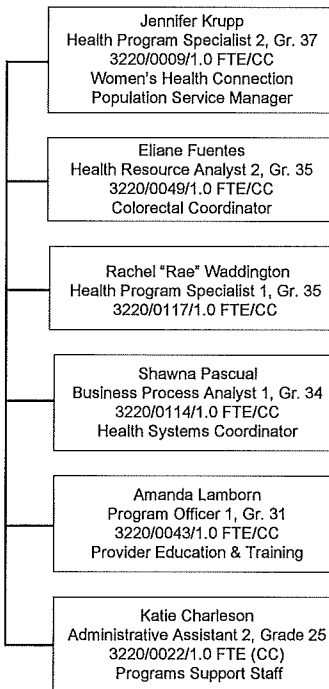 Jennifer Krupp
Health Program Specialist 2, Gr. 37
3220/0009/1.0 FTE/CC
Women's Health Connection
Population Service Manager
Eliane Fuentes
Health Resource Analyst 2, Gr. 35
3220/0049/1.0 FTE/CC
Colorectal Coordinator
Rachel "Rae" Waddington
Health Program Specialist 1, Gr. 35
3220/0117/1.0 FTE/CC
Shawna Pascual
Business Process Analyst 1, Gr. 34
3220/0114/1.0 FTE/CC
Health Systems Coordinator
Amanda Lamborn
Program Officer 1, Gr. 31
3220/0043/1.0 FTE/CC
Provider Education & Training
Katie Charleson
Administrative Assistant 2, Grade 25
3220/0022/1.0 FTE (CC)
Programs Support Staff